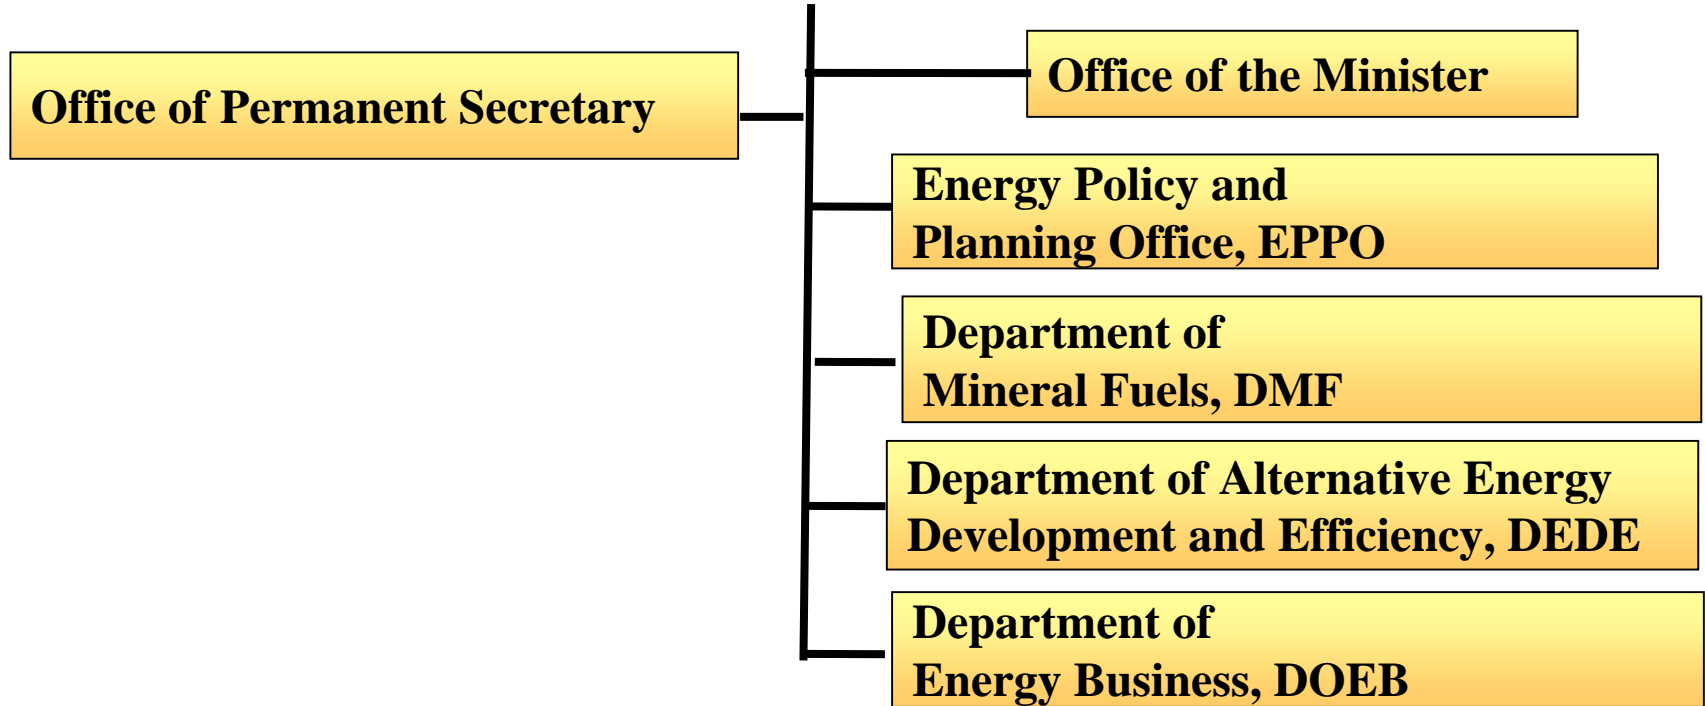 Office of Permanent Secretary
Office of the Minister
Energy Policy and
Planning Office, EPPO
Department of
Mineral Fuels, DMF
Department of Alternative Energy
Development and Efficiency, DEDE
Department of
Energy Business, DOEB